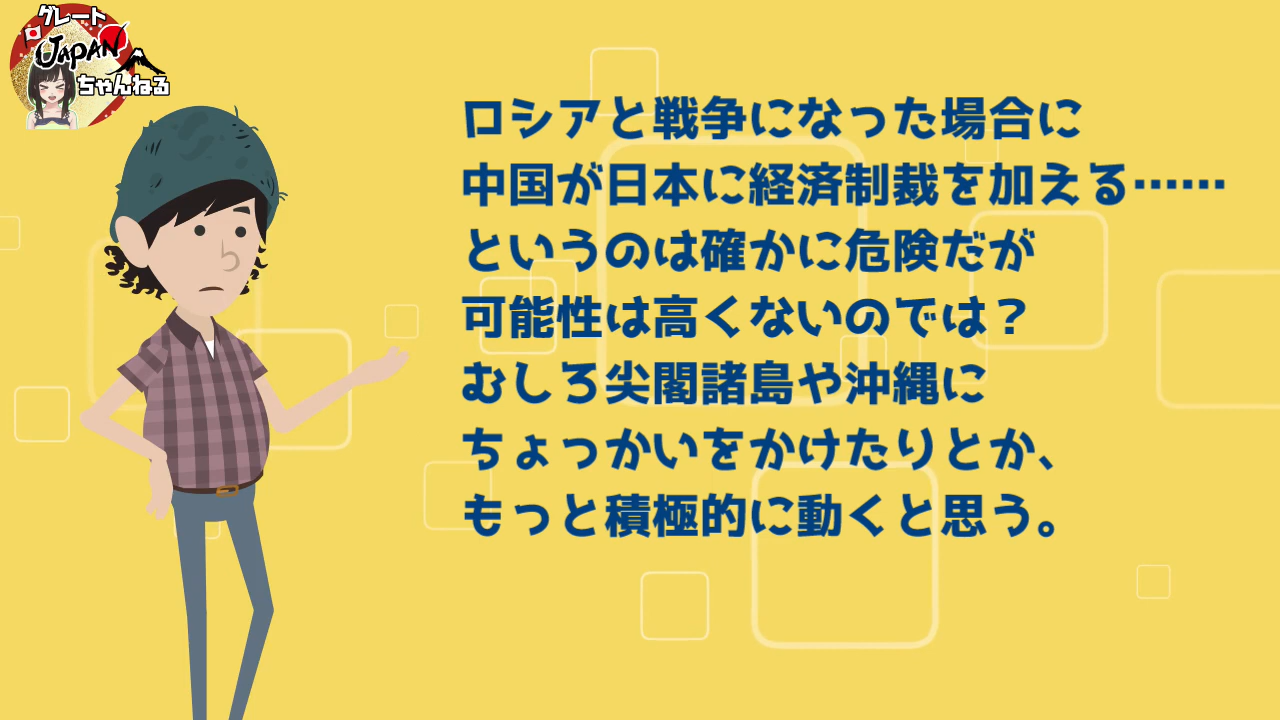 グレート
JAPAN
ちゃんねる
ロシアと戦争になった場合に
中国が日本に経済制裁を加える……
というのは確かに危険だが
可能性は高くないのでは？
むしろ尖閣諸島や沖縄に
ちょっかいをかけたりとか、
もっと積極的に動くと思う。